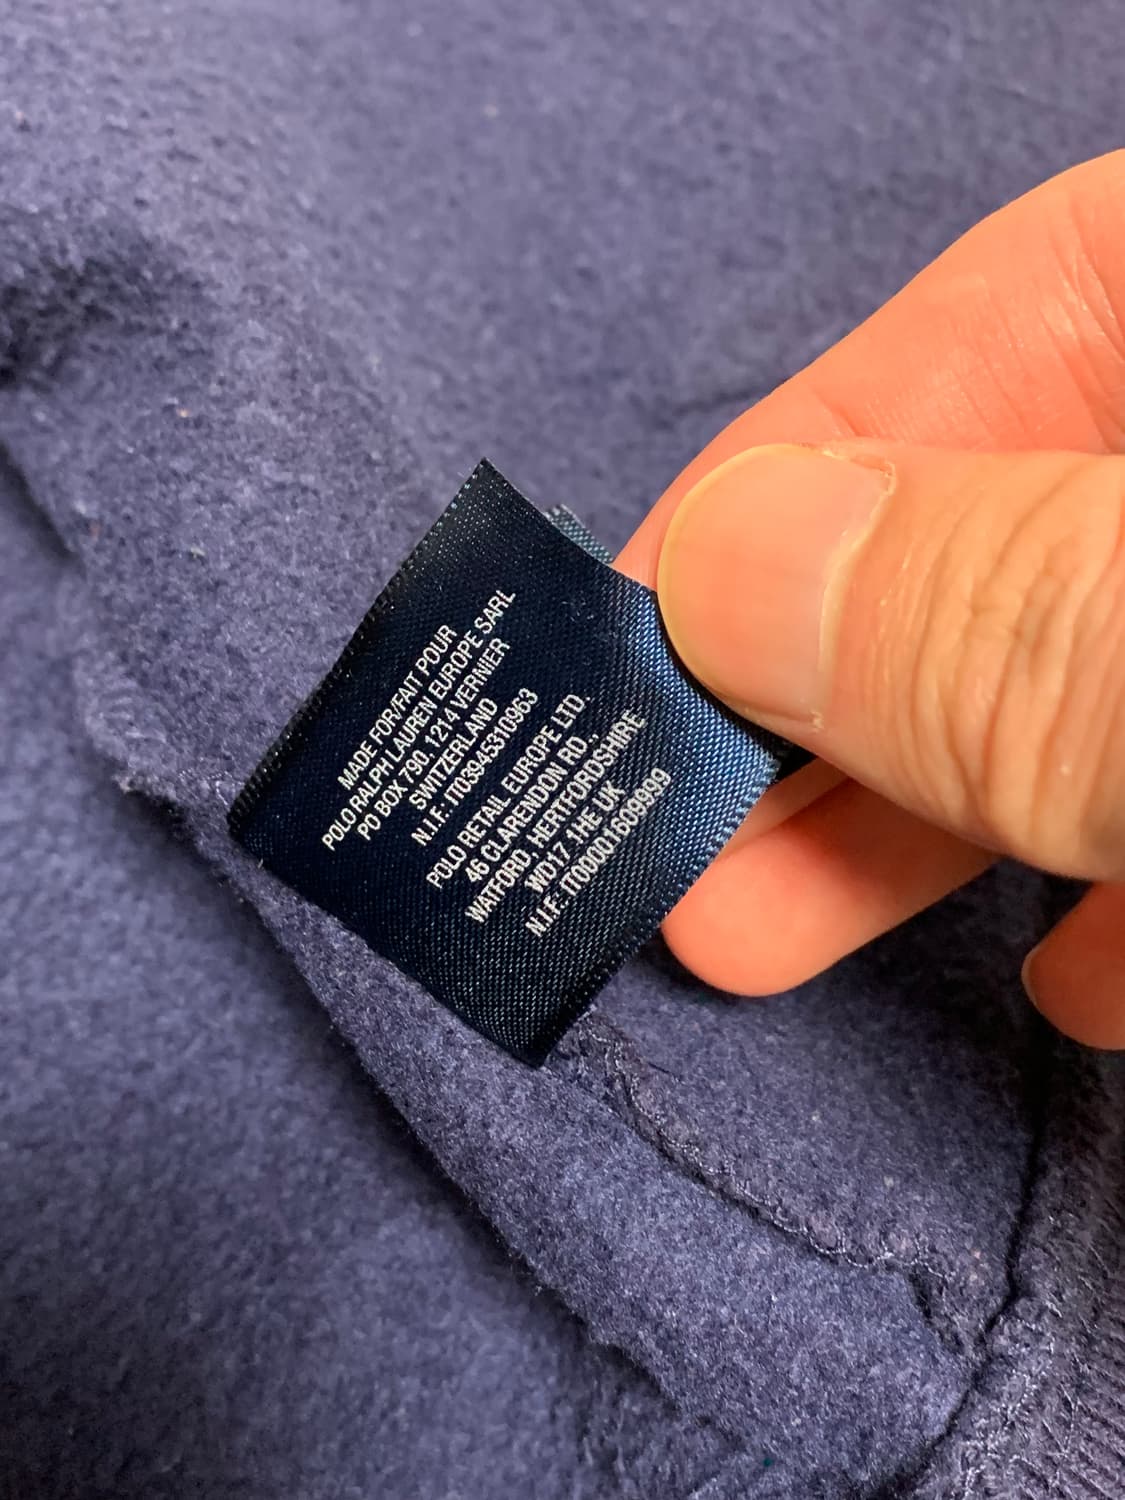 MADE FOR/FAIT POUR
POLO RALPH LAUREN EUROPE SARL
PO BOX 790, 1214 VERNIER
SWITZERLAND
N.I.F.: IT03945310963
POLO RETAIL EUROPE LTD.
46 CLARENDON RD.,
WATFORD, HERTFORDSHIRE
WD17 1HE UK
N.I.F. IT00001609999